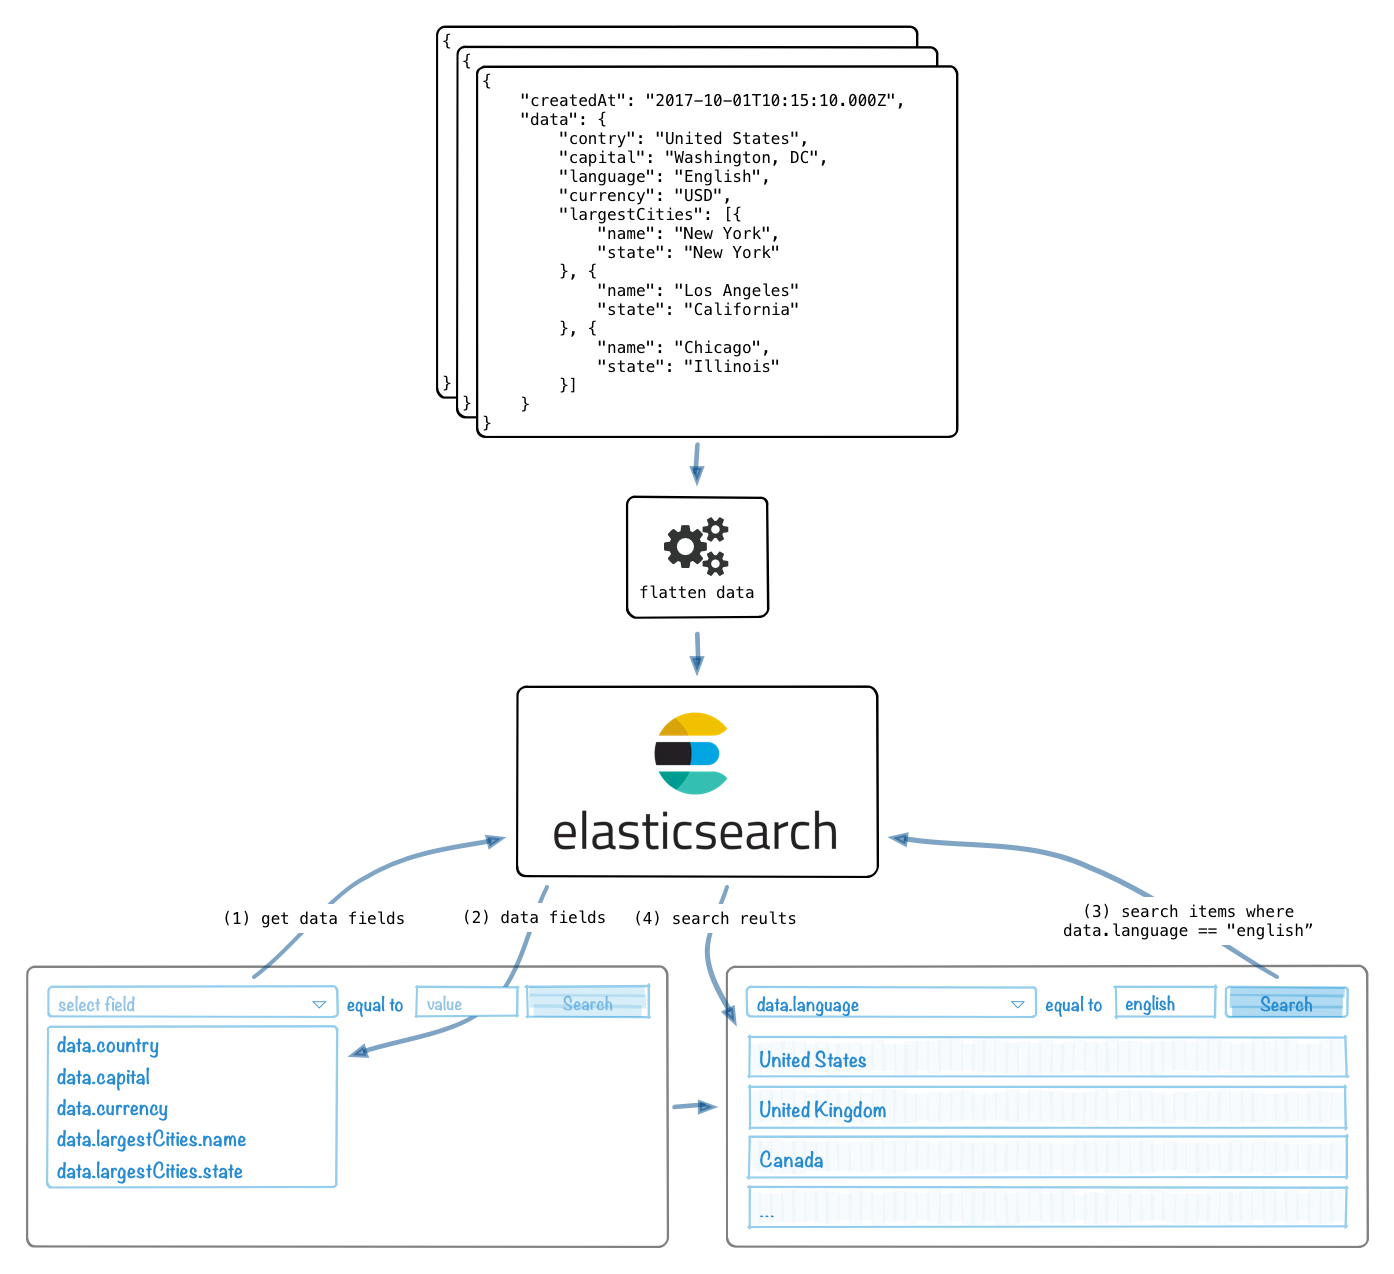 {
{
{
"createdAt": "2017-10-01T10:15:10.000Z",
"data": {
"contry": "United States",
"capital": "Washington, DC",
"language": "English",
"currency": "USD",
"largestCities": [{
"name": "New York",
"state": "New York"
}, {
"name": "Los Angeles"
"state": "California"
}, {
"name": "Chicago",
"state": "Illinois"
}]
}
}
}
}
flatten data
elasticsearch
(1) get data fields
(2) data fields
(4) search reults
(3) search items where
data.language == "english”
select field
equal to
value
Search
data.country
data.capital
data.currency
data.largestCities.name
data.largestCities.state
data.language
equal to
english
Search
United States
United Kingdom
Canada
...